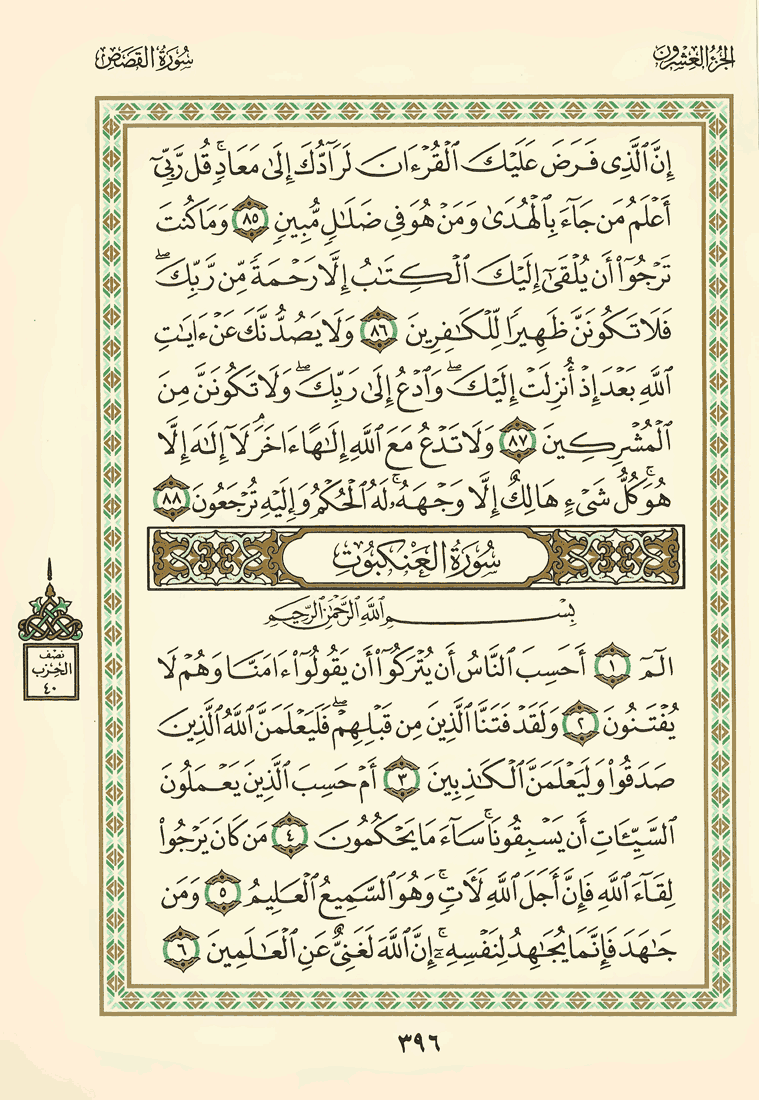 الجزء العشرون
سورة القصص
إِنَّ ٱلَّذِى فَرَضَ عَلَيْكَ ٱلْقُرْءَانَ لَرَآدُّكَ إِلَىٰ مَعَادٍۚ قُل رَّبِّىٓ
أَعْلَمُ مَن جَآءَ بِٱلْهُدَىٰ وَمَنْ هُوَ فِى ضَلَٰلٍ مُّبِينٍ ٨٥ وَمَا كُنتَ
تَرْجُوٓا۟ أَن يُلْقَىٰٓ إِلَيْكَ ٱلْكِتَٰبُ إِلَّا رَحْمَةً مِّن رَّبِّكَۖ
فَلَا تَكُونَنَّ ظَهِيرًا لِّلْكَٰفِرِينَ ٨٦ وَلَا يَصُدُّنَّكَ عَنْ ءَايَٰتِ
ٱللَّهِ بَعْدَ إِذْ أُنزِلَتْ إِلَيْكَۖ وَٱدْعُ إِلَىٰ رَبِّكَۖ وَلَا تَكُونَنَّ مِنَ
ٱلْمُشْرِكِينَ ٨٧ وَلَا تَدْعُ مَعَ ٱللَّهِ إِلَٰهًا ءَاخَرَۘ لَآ إِلَٰهَ إِلَّا
هُوَۚ كُلُّ شَىْءٍ هَالِكٌ إِلَّا وَجْهَهُۥۚ لَهُ ٱلْحُكْمُ وَإِلَيْهِ تُرْجَعُونَ ٨٨
سُورَةُ العَنكَبُوتِ
بِسْمِ ٱللَّهِ ٱلرَّحْمَٰنِ ٱلرَّحِيمِ
الٓمٓ ١ أَحَسِبَ ٱلنَّاسُ أَن يُتْرَكُوٓا۟ أَن يَقُولُوٓا۟ ءَامَنَّا وَهُمْ لَا
يُفْتَنُونَ ٢ وَلَقَدْ فَتَنَّا ٱلَّذِينَ مِن قَبْلِهِمْۖ فَلَيَعْلَمَنَّ ٱللَّهُ ٱلَّذِينَ
صَدَقُوا۟ وَلَيَعْلَمَنَّ ٱلْكَٰذِبِينَ ٣ أَمْ حَسِبَ ٱلَّذِينَ يَعْمَلُونَ
ٱلسَّيِّـَٔاتِ أَن يَسْبِقُونَاۚ سَآءَ مَا يَحْكُمُونَ ٤ مَن كَانَ يَرْجُوا۟
لِقَآءَ ٱللَّهِ فَإِنَّ أَجَلَ ٱللَّهِ لَءَاتٍۚ وَهُوَ ٱلسَّمِيعُ ٱلْعَلِيمُ ٥ وَمَن
جَٰهَدَ فَإِنَّمَا يُجَٰهِدُ لِنَفْسِهِۦٓۚ إِنَّ ٱللَّهَ لَغَنِىٌّ عَنِ ٱلْعَٰلَمِينَ ٦
نصف
الحزب
٤٠
٣٩٦